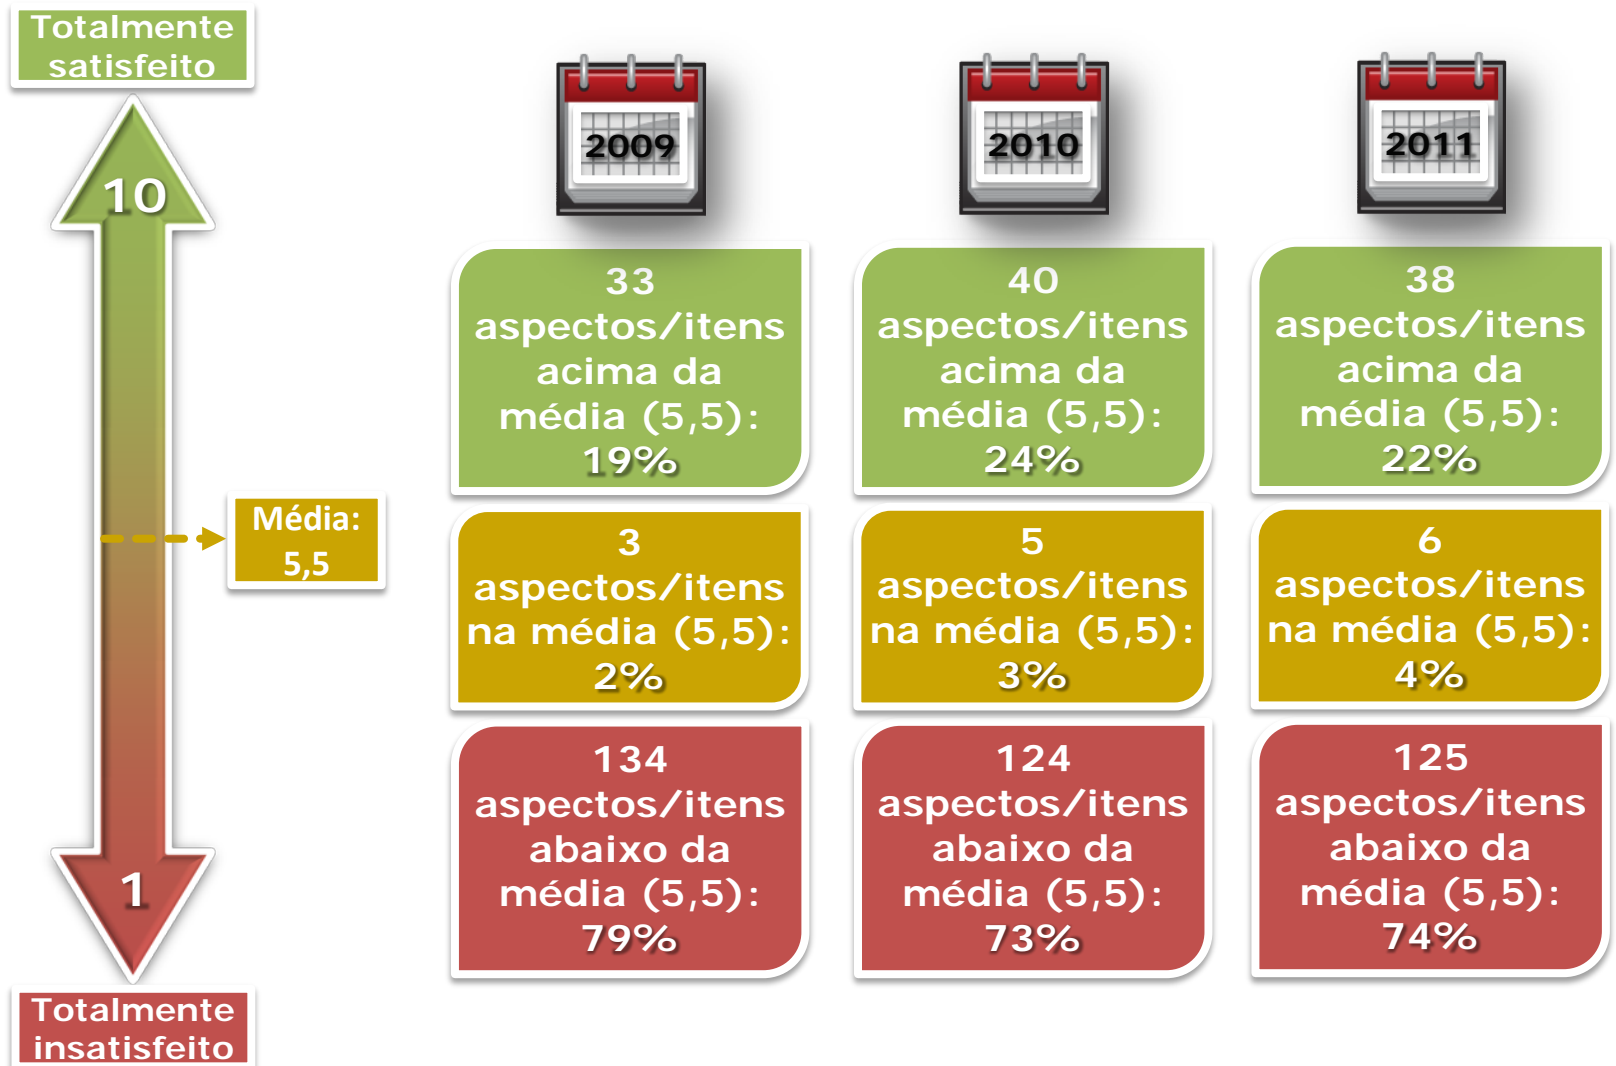 Totalmente
satisfeito
10
Média:
5,5
1
Totalmente
insatisfeito
2009
33
aspectos/itens
acima da
média (5,5):
19%
3
aspectos/itens
na média (5,5):
2%
134
aspectos/itens
abaixo da
média (5,5):
79%
2010
40
aspectos/itens
acima da
média (5,5):
24%
5
aspectos/itens
na média (5,5):
3%
124
aspectos/itens
abaixo da
média (5,5):
73%
2011
38
aspectos/itens
acima da
média (5,5):
22%
6
aspectos/itens
na média (5,5):
4%
125
aspectos/itens
abaixo da
média (5,5):
74%